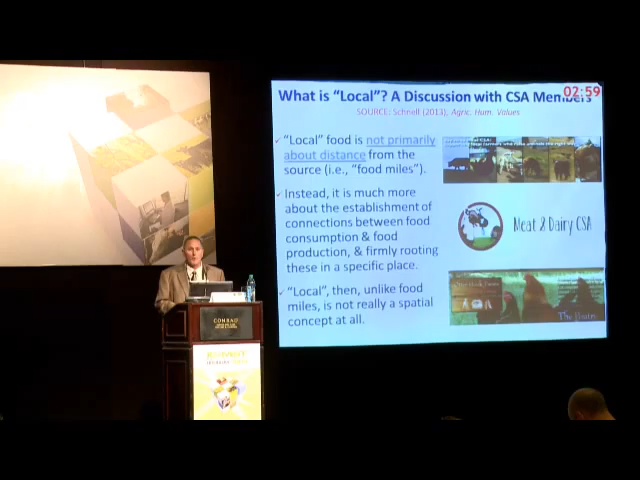 What is "Local"? A Discussion with CSA Members
02:59
SOURCE: Schnell (2013), Agric. Hum. Values
✓ "Local" food is not primarily
about distance from the
source (i.e., "food miles").
✓ Instead, it is much more
about the establishment of
connections between food
consumption & food
production, & firmly rooting
these in a specific place.
✓ "Local", then, unlike food
miles, is not really a spatial
concept at all.
Meat & Dairy CSA
CONRAD